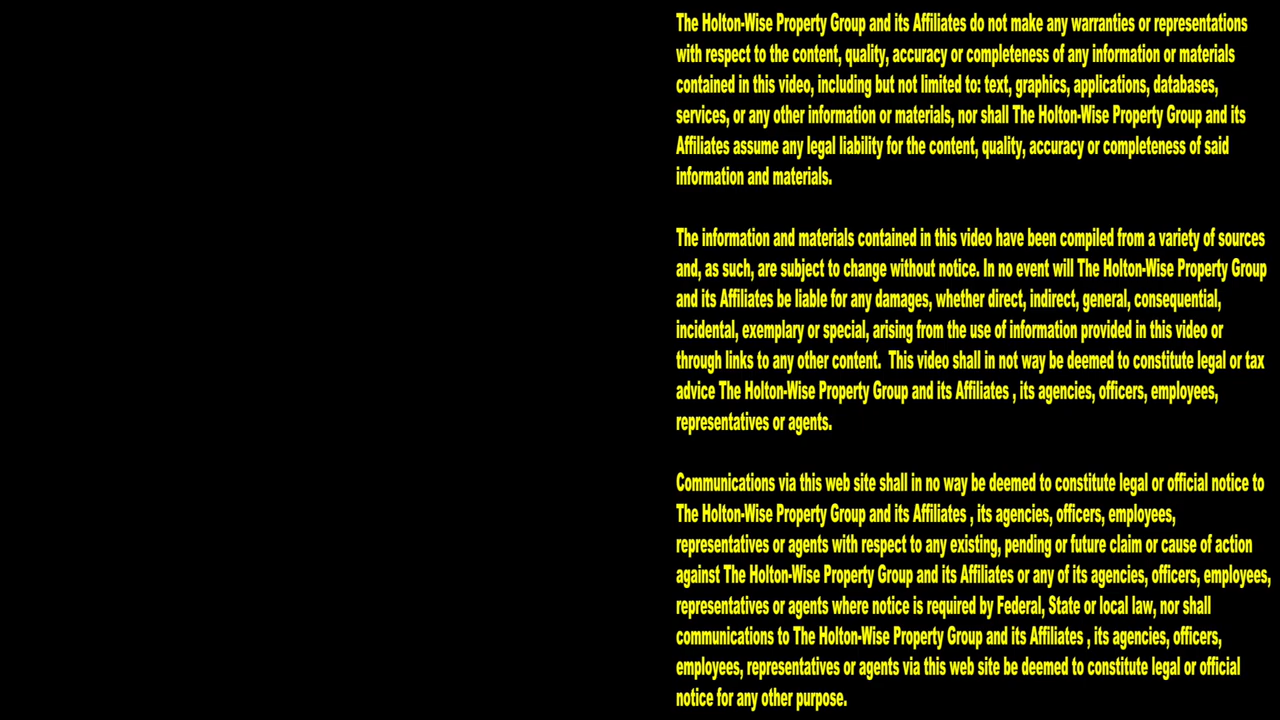 The Holton-Wise Property Group and its Affiliates do not make any warranties or representations
with respect to the content, quality, accuracy or completeness of any information or materials
contained in this video, including but not limited to: text, graphics, applications, databases,
services, or any other information or materials, nor shall The Holton-Wise Property Group and its
Affiliates assume any legal liability for the content, quality, accuracy or completeness of said
information and materials.
The information and materials contained in this video have been compiled from a variety of sources
and, as such, are subject to change without notice. In no event will The Holton-Wise Property Group
and its Affiliates be liable for any damages, whether direct, indirect, general, consequential,
incidental, exemplary or special, arising from the use of information provided in this video or
through links to any other content.  This video shall in not way be deemed to constitute legal or tax
advice The Holton-Wise Property Group and its Affiliates , its agencies, officers, employees,
representatives or agents.
Communications via this web site shall in no way be deemed to constitute legal or official notice to
The Holton-Wise Property Group and its Affiliates , its agencies, officers, employees,
representatives or agents with respect to any existing, pending or future claim or cause of action
against The Holton-Wise Property Group and its Affiliates or any of its agencies, officers, employees,
representatives or agents where notice is required by Federal, State or local law, nor shall
communications to The Holton-Wise Property Group and its Affiliates , its agencies, officers,
employees, representatives or agents via this web site be deemed to constitute legal or official
notice for any other purpose.